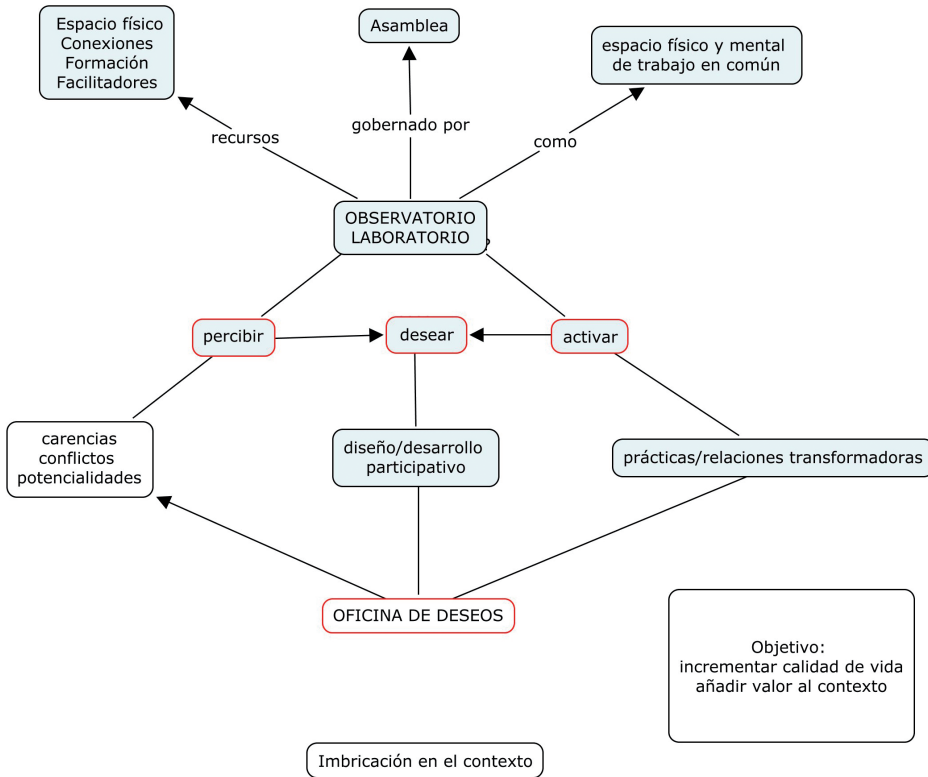 Espacio físico
Conexiones
Formación
Facilitadores
Asamblea
espacio físico y mental
de trabajo en común
recursos
gobernado por
como
OBSERVATORIO
LABORATORIO
?
percibir
desear
activar
carencias
conflictos
potencialidades
diseño/desarrollo
participativo
prácticas/relaciones transformadoras
OFICINA DE DESEOS
Objetivo:
incrementar calidad de vida
añadir valor al contexto
Imbricación en el contexto